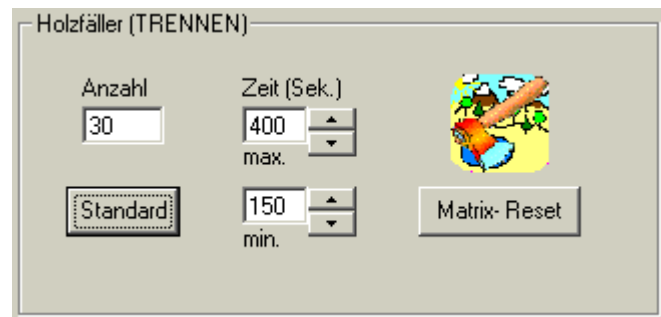 Holzfäller (TRENNEN)
Anzahl
Zeit (Sek.)
30
400
max.
Standard
150
Matrix- Reset
min.